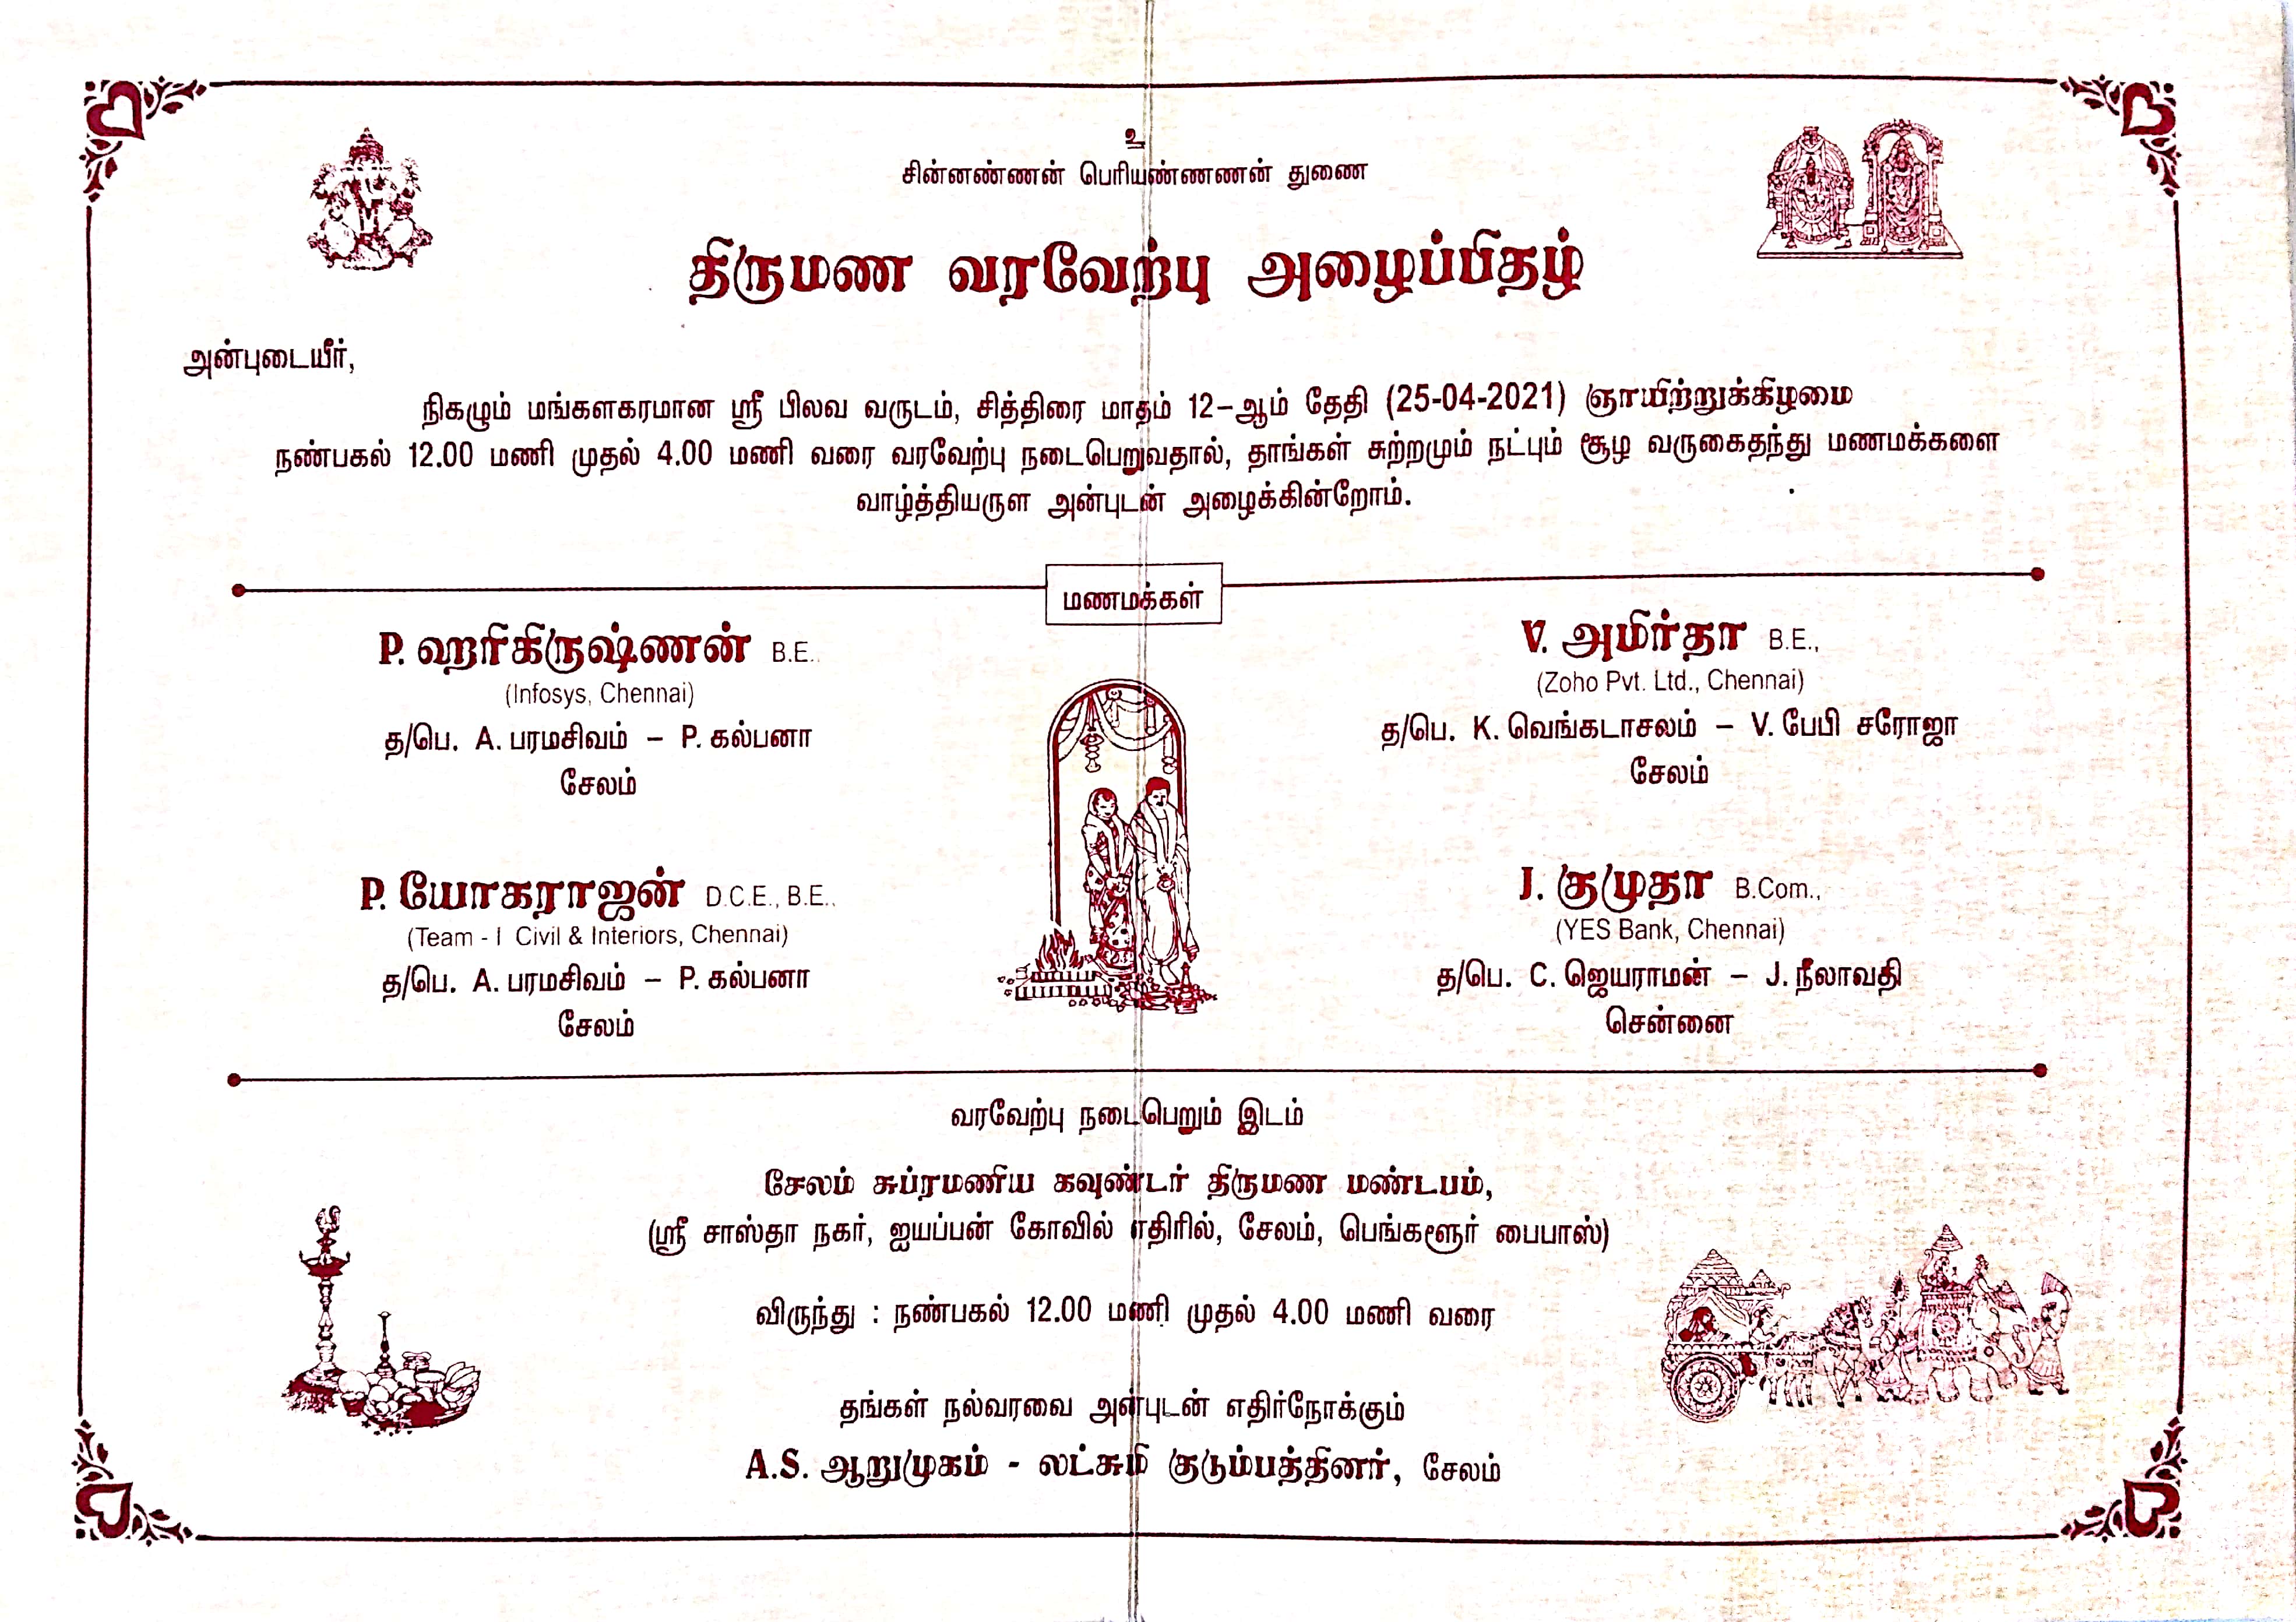 உ
சின்னண்ணன் பெரியண்ணணன் துணை
திருமண வரவேற்பு அழைப்பிதழ்
அன்புடையீர்,
நிகழும் மங்களகரமான ஸ்ரீ பிலவ வருடம், சித்திரை மாதம் 12-ஆம் தேதி (25-04-2021) ஞாயிற்றுக்கிழமை
நண்பகல் 12.00 மணி முதல் 4.00 மணி வரை வரவேற்பு நடைபெறுவதால், தாங்கள் சுற்றமும் நட்பும் சூழ வருகைதந்து மணமக்களை
வாழ்த்தியருள அன்புடன் அழைக்கின்றோம்.
மணமக்கள்
P. ஹரிகிருஷ்ணன் B.E.,
(Infosys, Chennai)
த/பெ. A. பரமசிவம் – P. கல்பனா
சேலம்
V. அமிர்தா B.E.,
(Zoho Pvt. Ltd., Chennai)
த/பெ. K. வெங்கடாசலம் – V. பேபி சரோஜா
சேலம்
P. யோகராஜன் D.C.E., B.E.,
(Team - I Civil & Interiors, Chennai)
த/பெ. A. பரமசிவம் – P. கல்பனா
சேலம்
J. குமுதா B.Com.,
(YES Bank, Chennai)
த/பெ. C. ஜெயராமன் – J. நீலாவதி
சென்னை
வரவேற்பு நடைபெறும் இடம்
சேலம் சுப்ரமணிய கவுண்டர் திருமண மண்டபம்,
(ஸ்ரீ சாஸ்தா நகர், ஐயப்பன் கோவில் எதிரில், சேலம், பெங்களூர் பைபாஸ்)
விருந்து : நண்பகல் 12.00 மணி முதல் 4.00 மணி வரை
தங்கள் நல்வரவை அன்புடன் எதிர்நோக்கும்
A.S. ஆறுமுகம் - லட்சுமி குடும்பத்தினர், சேலம்